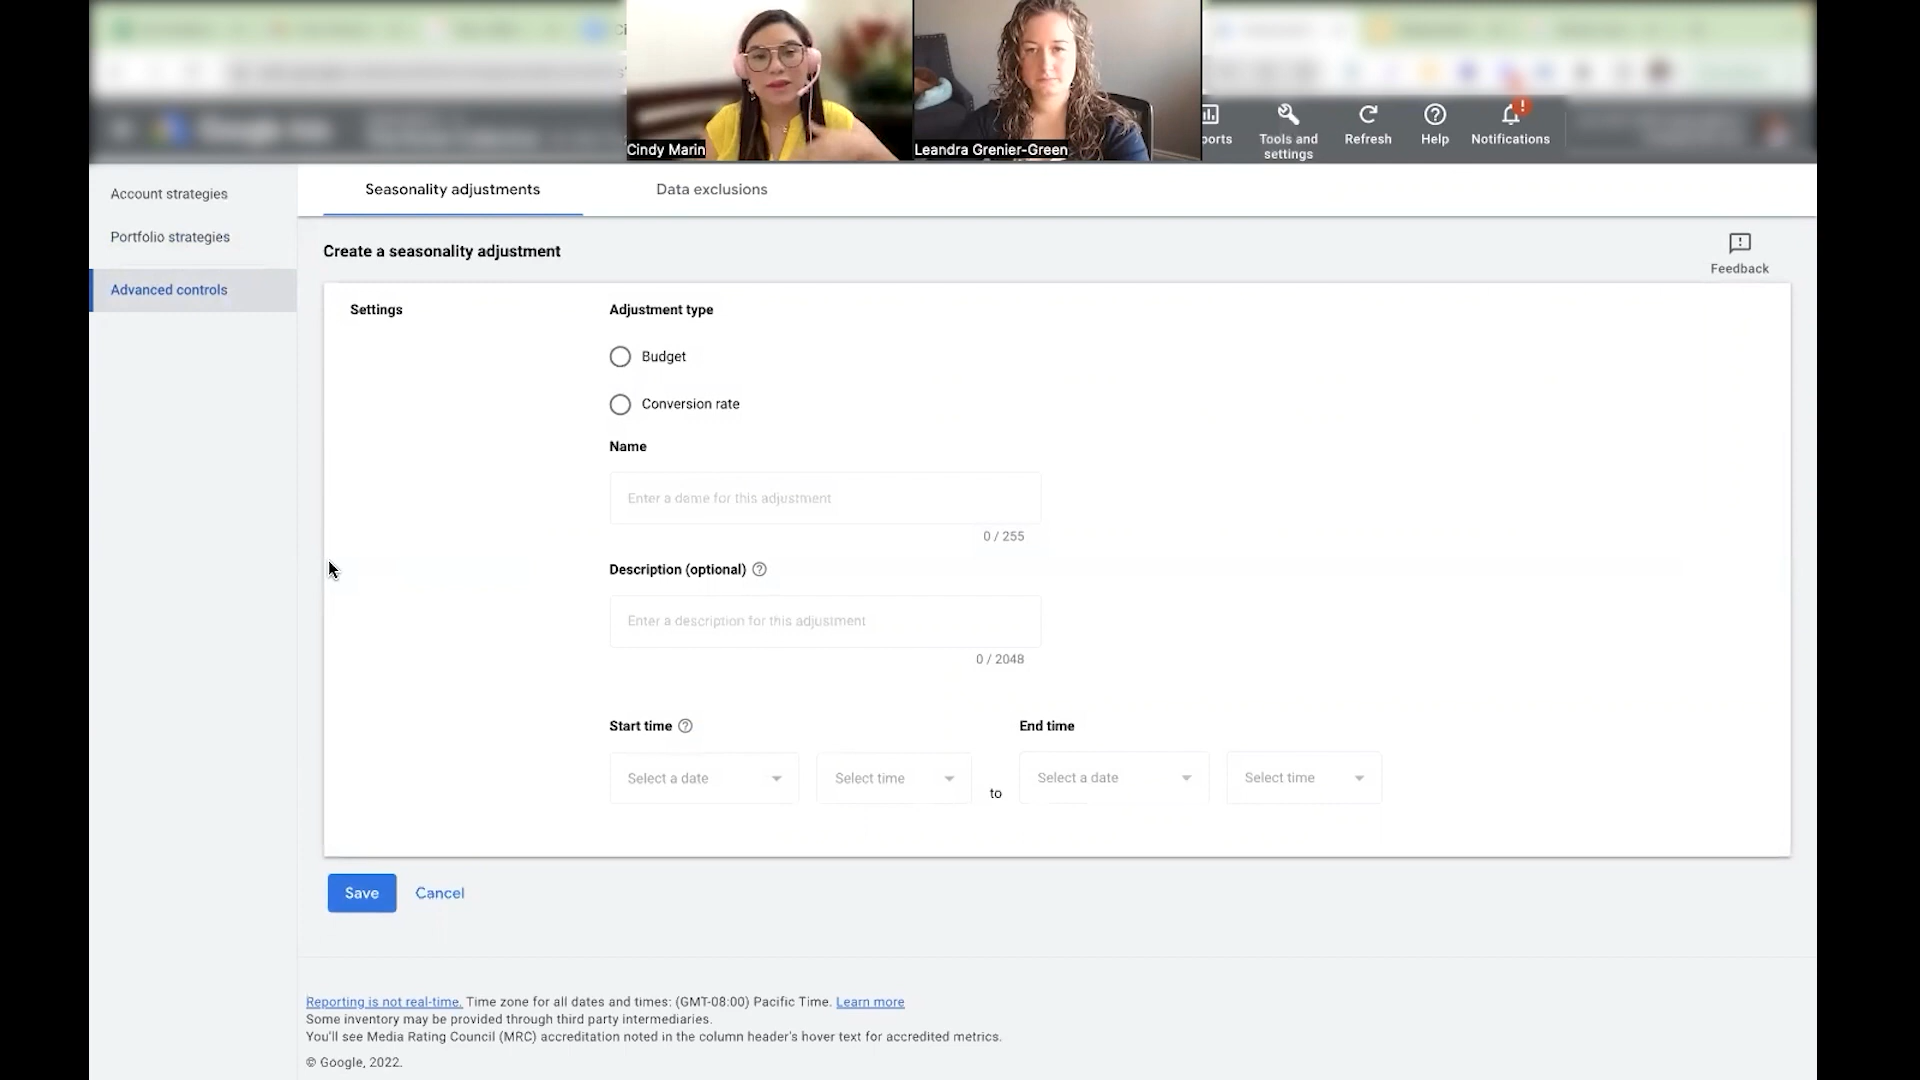 Cindy Marin
Leandra Grenier-Green
ports
Tools and
settings
Refresh
Help
Notifications
Account strategies
Portfolio strategies
Advanced controls
Seasonality adjustments
Data exclusions
Create a seasonality adjustment
Feedback
Settings
Adjustment type
Budget
Conversion rate
Name
Enter a dame for this adjustment
0 / 255
Description (optional)
Enter a description for this adjustment
0 / 2048
Start time
End time
Select a date
Select time
to
Select a date
Select time
Save
Cancel
Reporting is not real-time. Time zone for all dates and times: (GMT-08:00) Pacific Time. Learn more
Some inventory may be provided through third party intermediaries.
You'll see Media Rating Council (MRC) accreditation noted in the column header's hover text for accredited metrics.
© Google, 2022.